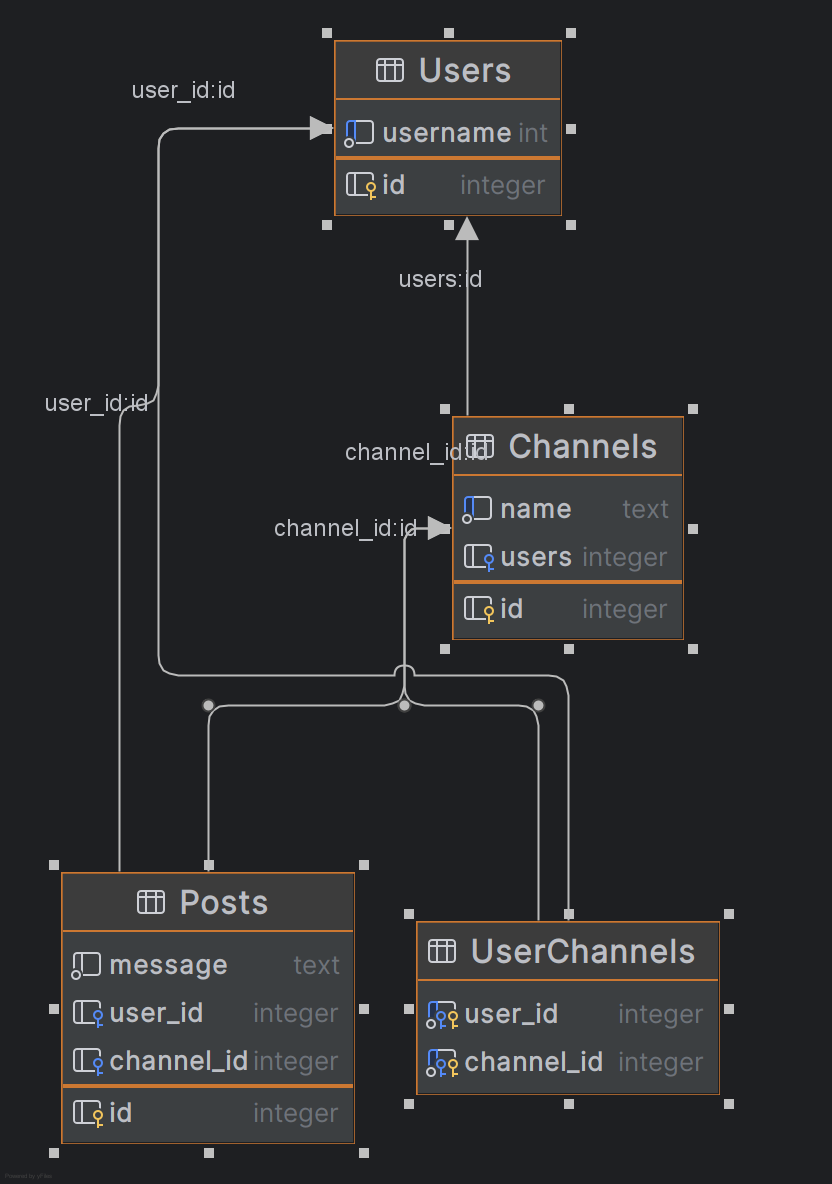 Users
user_id:id
username int
id integer
users:id
user_id:id
Channels
channel_id:id
name text
channel_id:id
users integer
id integer
Posts
message text
user_id integer
channel_id integer
id integer
UserChannels
user_id integer
channel_id integer